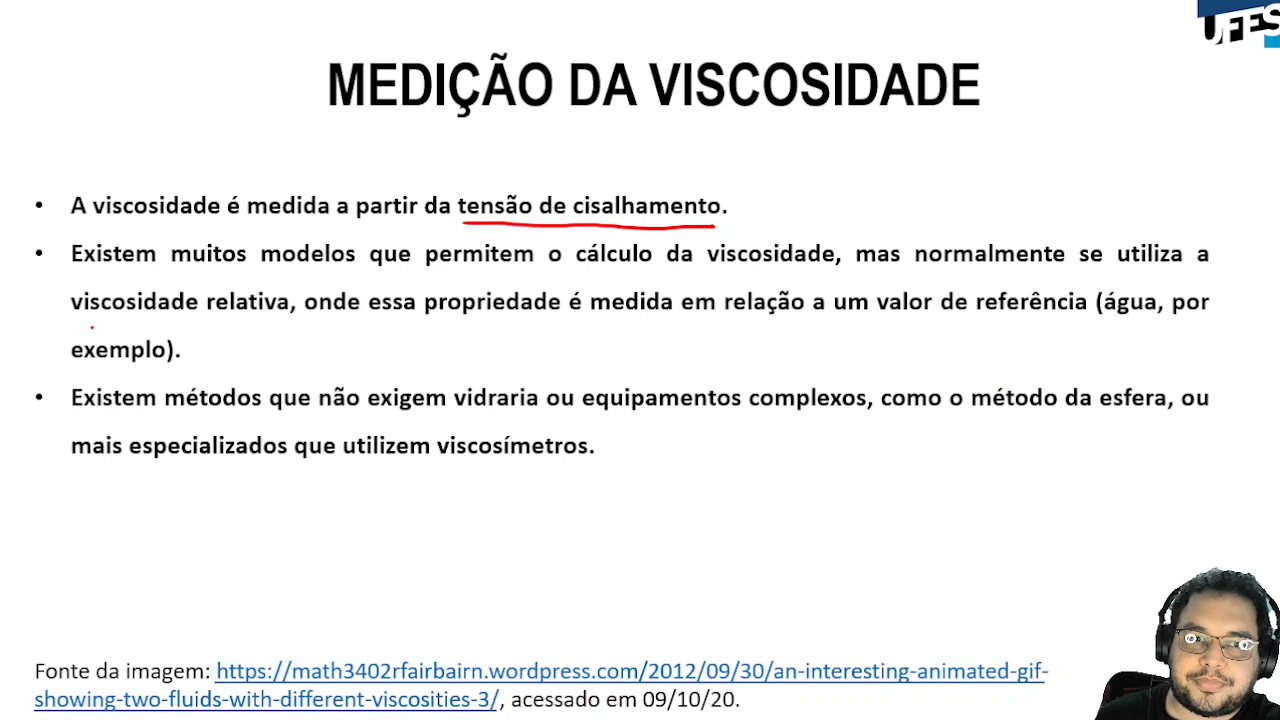 UFES
MEDIÇÃO DA VISCOSIDADE
• A viscosidade é medida a partir da tensão de cisalhamento.
• Existem muitos modelos que permitem o cálculo da viscosidade, mas normalmente se utiliza a
viscosidade relativa, onde essa propriedade é medida em relação a um valor de referência (água, por
exemplo).
• Existem métodos que não exigem vidraria ou equipamentos complexos, como o método da esfera, ou
mais especializados que utilizem viscosímetros.
Fonte da imagem: https://math3402rfairbairn.wordpress.com/2012/09/30/an-interesting-animated-gif-
showing-two-fluids-with-different-viscosities-3/, acessado em 09/10/20.